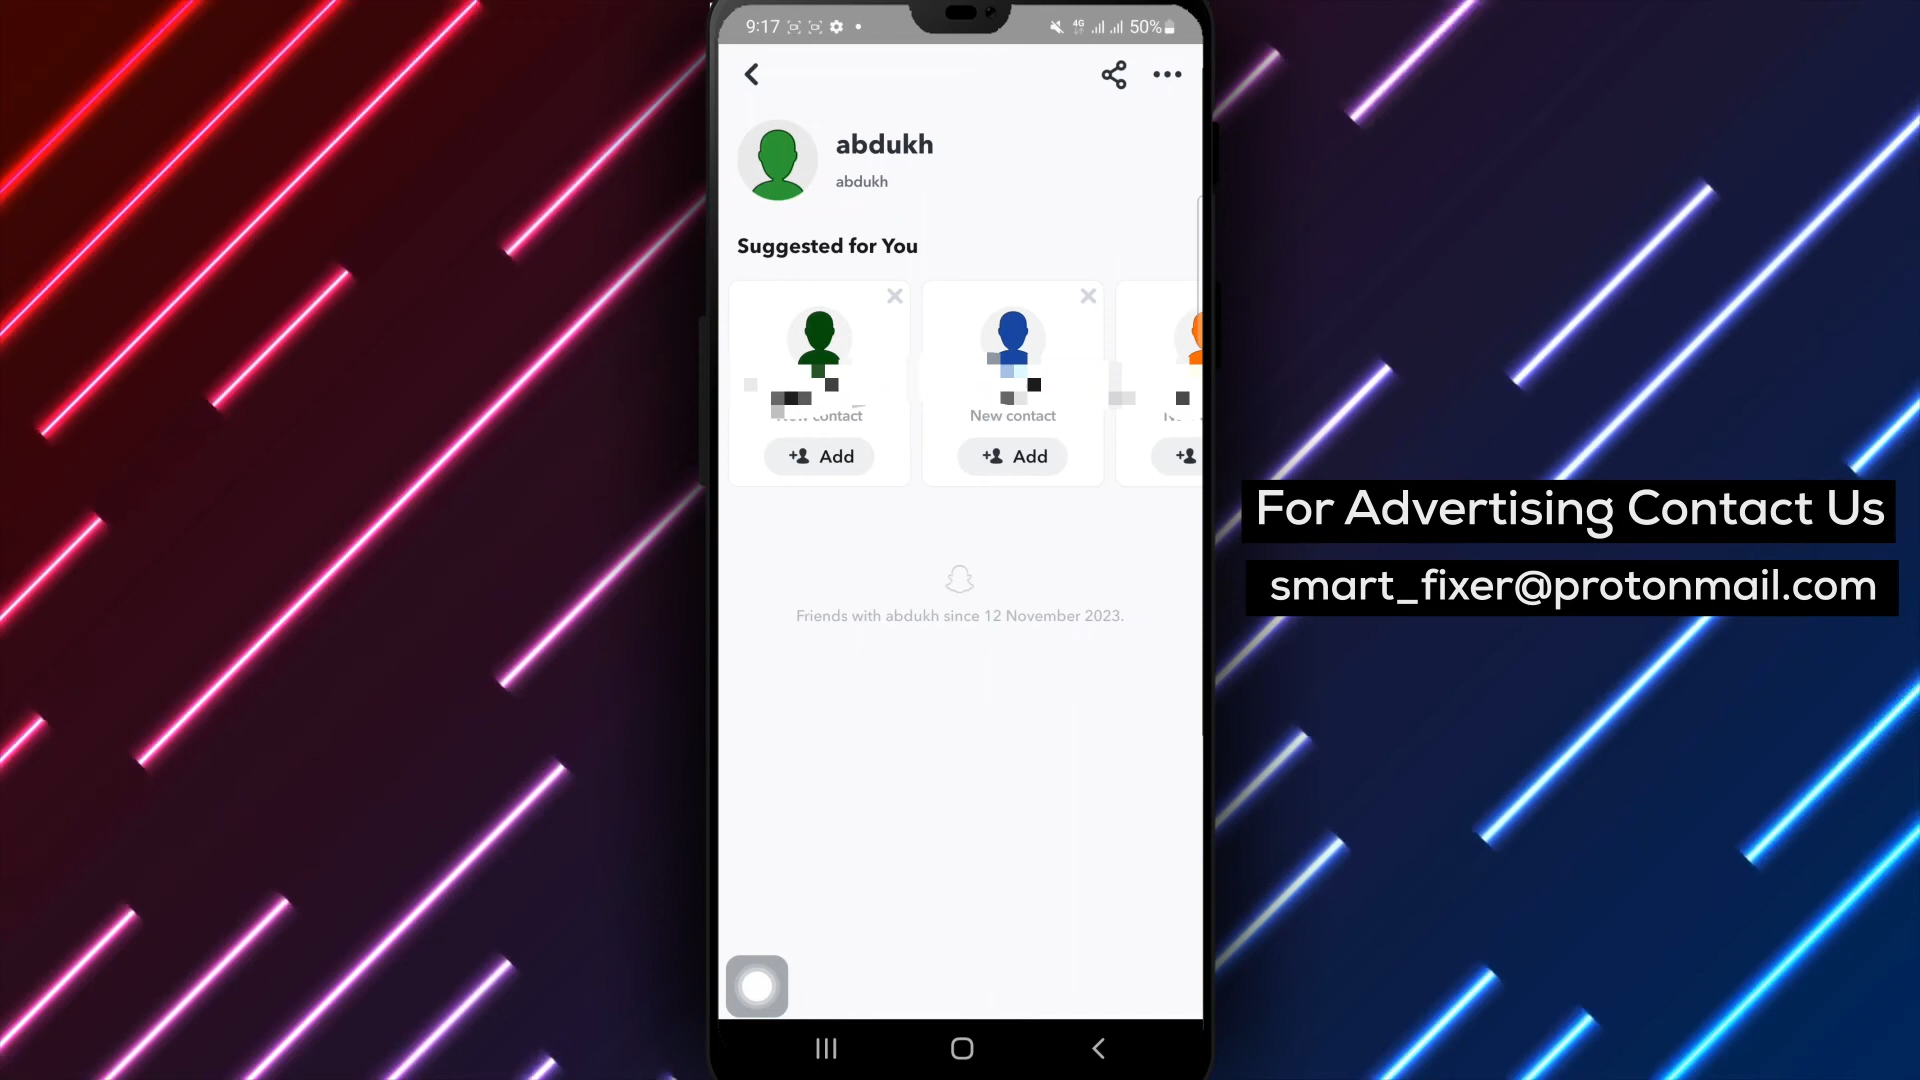 9:17
4G
50%
abdukh
abdukh
Suggested for You
contact
New contact
Add
Add
Friends with abdukh since 12 November 2023.
For Advertising Contact Us
smart_fixer@protonmail.com